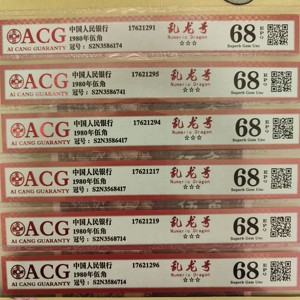 ACG
AI CANG GUARANTY
中国人民银行 17621291
1980年伍角
冠号：S2N3586174
乱龙号
Numeric Dragon
☆☆☆
68 EPQ
Superb Gem Unc
ACG
AI CANG GUARANTY
中国人民银行 17621295
1980年伍角
冠号：S2N3586741
乱龙号
Numeric Dragon
☆☆☆
68 EPQ
Superb Gem Unc
ACG
AI CANG GUARANTY
中国人民银行 17621294
1980年伍角
冠号：S2N3586417
乱龙号
Numeric Dragon
☆☆☆
68 EPQ
Superb Gem Unc
ACG
AI CANG GUARANTY
中国人民银行 17621217
1980年伍角
冠号：S2N3568417
乱龙号
Numeric Dragon
☆☆☆
68 EPQ
Superb Gem Unc
ACG
AI CANG GUARANTY
中国人民银行 17621219
1980年伍角
冠号：S2N3568714
乱龙号
Numeric Dragon
☆☆☆
68 EPQ
Superb Gem Unc
ACG
AI CANG GUARANTY
中国人民银行 17621296
1980年伍角
冠号：S2N3586714
乱龙号
Numeric Dragon
☆☆☆
68 EPQ
Superb Gem Unc